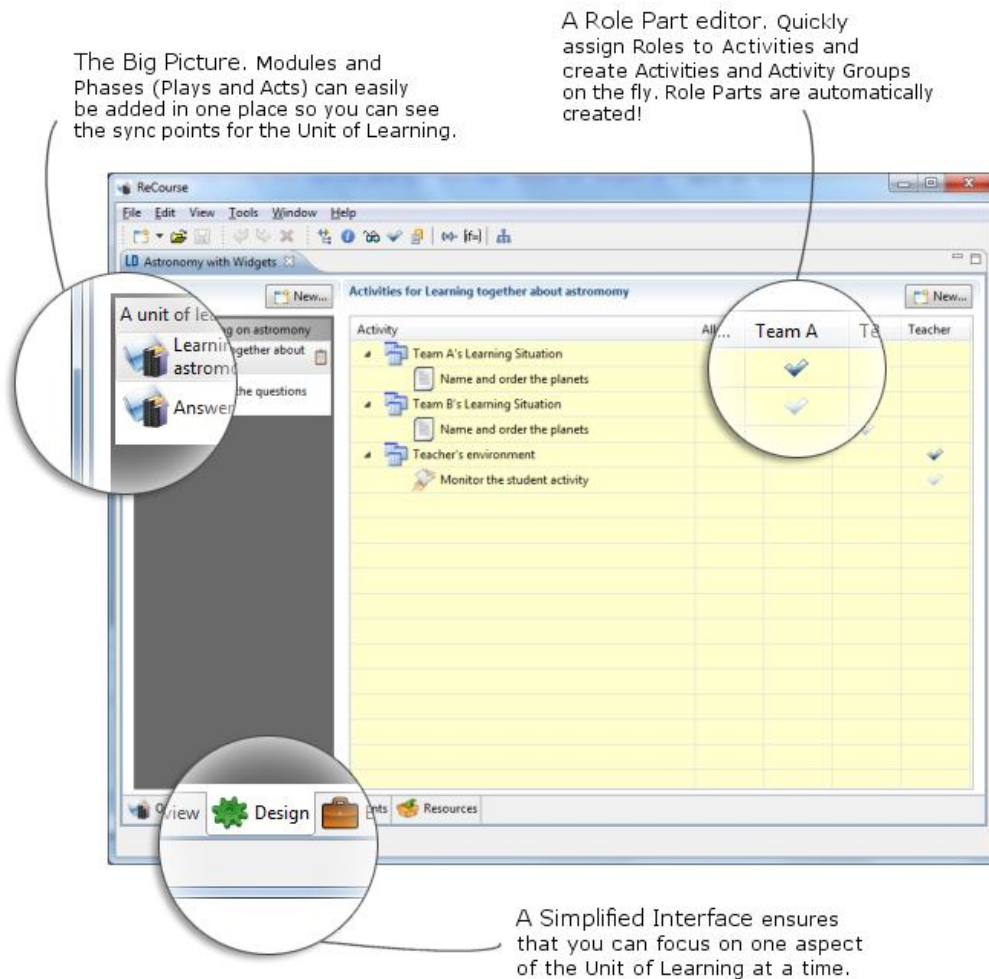 The Big Picture. Modules and
Phases (Plays and Acts) can easily
be added in one place so you can see
the sync points for the Unit of Learning.
A Role Part editor. Quickly
assign Roles to Activities and
create Activities and Activity Groups
on the fly. Role Parts are automatically
created!
ReCourse
File Edit View Tools Window Help
LD Astronomy with Widgets
New...
Activities for Learning together about astromomy
New...
A unit of
on astromony
Activity
All...
Team A
Teacher
Learning
gether about
astromo
Answer
he questions
Team A's Learning Situation
Name and order the planets
Team B's Learning Situation
Name and order the planets
Teacher's environment
Monitor the student activity
view
Design
nts
Resources
A Simplified Interface ensures
that you can focus on one aspect
of the Unit of Learning at a time.